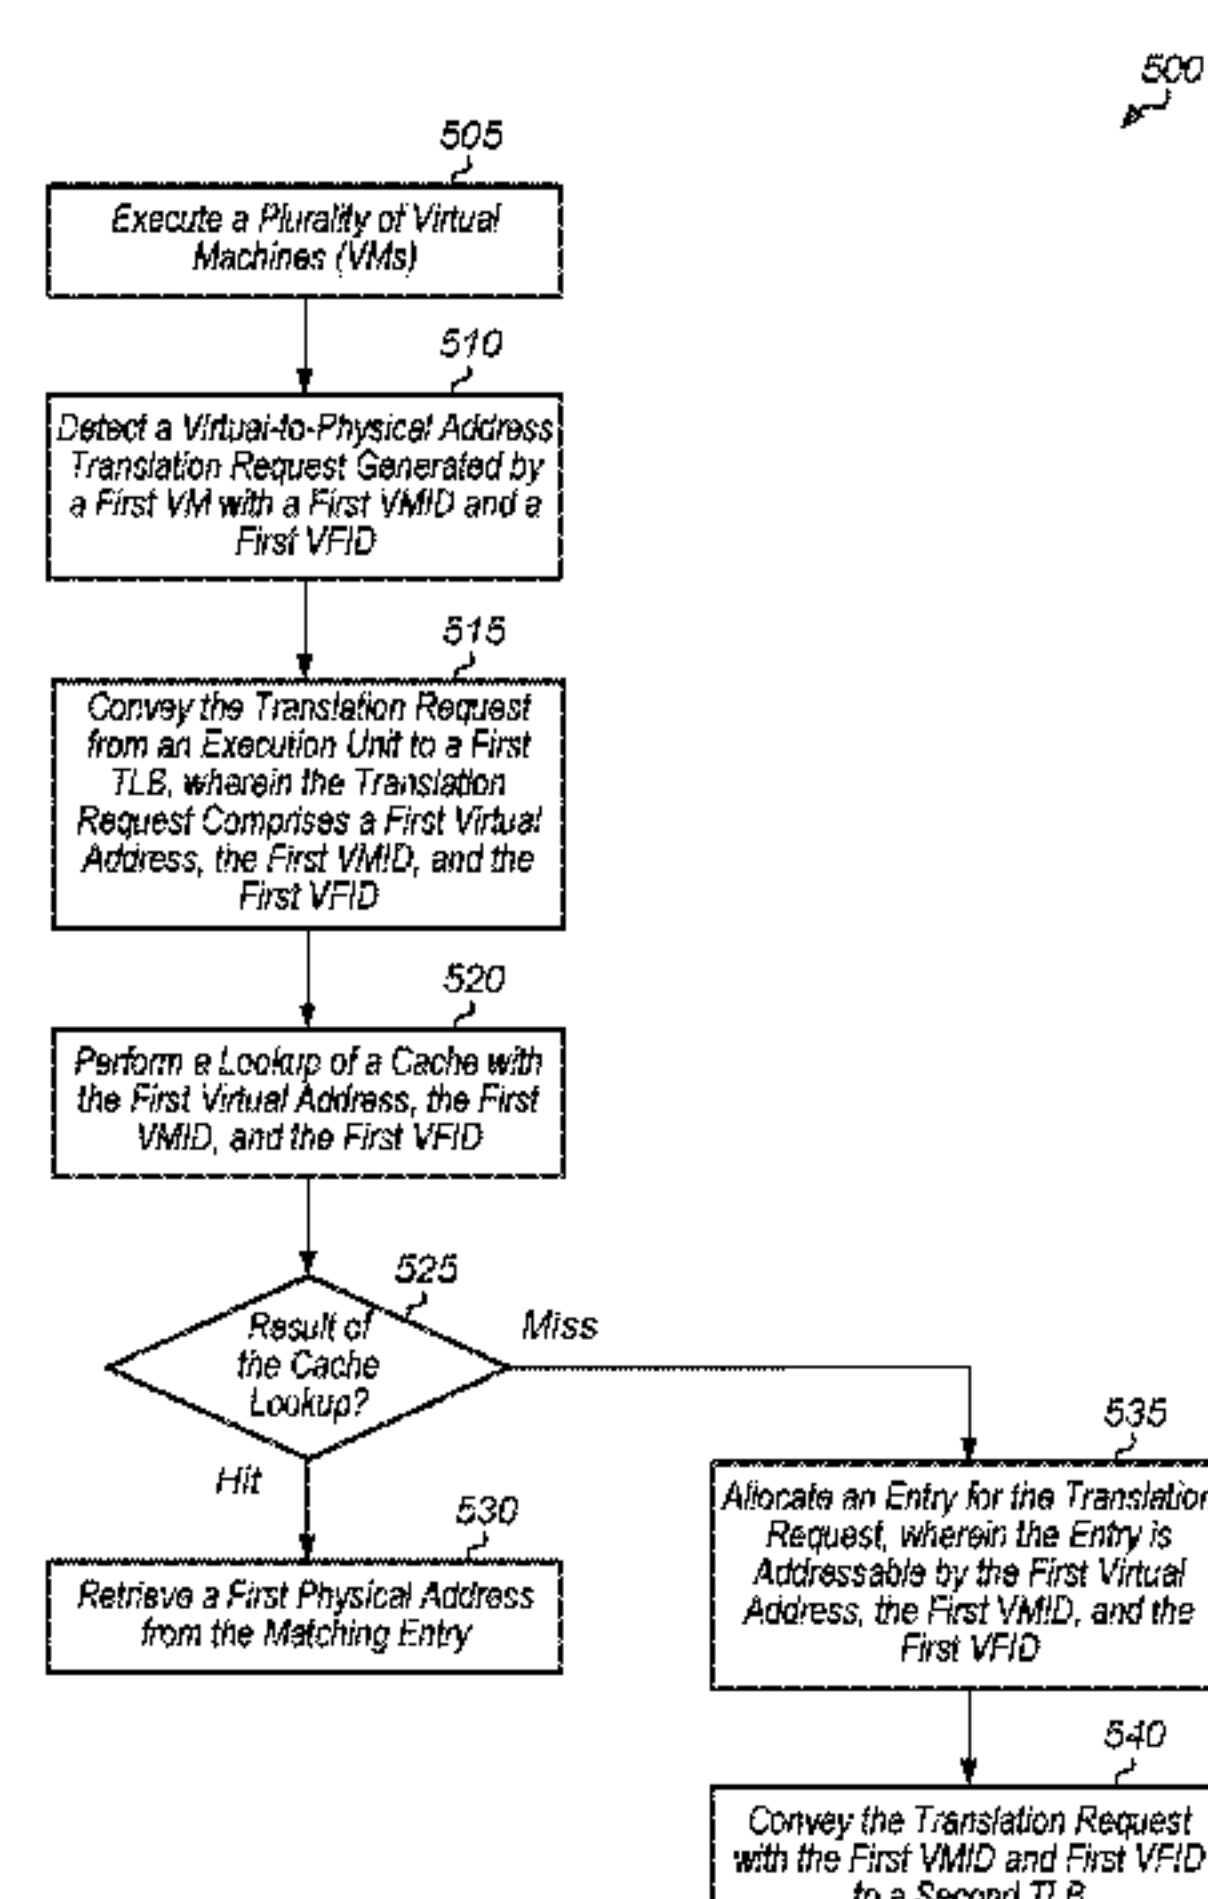 500
505
Execute a Plurality of Virtual
Machines (VMs)
510
Detect a Virtual-to-Physical Address
Translation Request Generated by
a First VM with a First VMID and a
First VFID
515
Convey the Translation Request
from an Execution Unit to a First
TLB, wherein the Translation
Request Comprises a First Virtual
Address, the First VMID, and the
First VFID
520
Perform a Lookup of a Cache with
the First Virtual Address, the First
VMID, and the First VFID
525
Result of
the Cache
Lookup?
Miss
Hit
530
Retrieve a First Physical Address
from the Matching Entry
535
Allocate an Entry for the Translation
Request, wherein the Entry is
Addressable by the First Virtual
Address, the First VMID, and the
First VFID
540
Convey the Translation Request
with the First VMID and First VFID
to a Second TLB